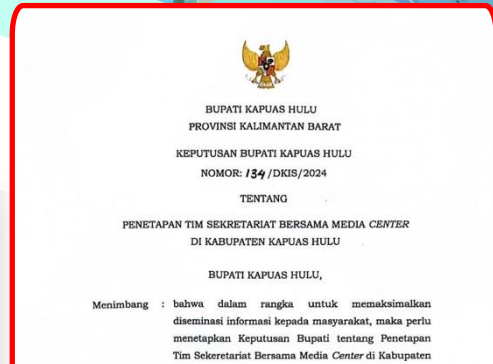 BUPATI KAPUAS HULU
PROVINSI KALIMANTAN BARAT
KEPUTUSAN BUPATI KAPUAS HULU
NOMOR: 134 /DKIS/2024
TENTANG
PENETAPAN TIM SEKRETARIAT BERSAMA MEDIA CENTER
DI KABUPATEN KAPUAS HULU
BUPATI KAPUAS HULU,
Menimbang : bahwa dalam rangka untuk memaksimalkan
diseminasi informasi kepada masyarakat, maka perlu
menetapkan Keputusan Bupati tentang Penetapan
Tim Sekeretariat Bersama Media Center di Kabupaten